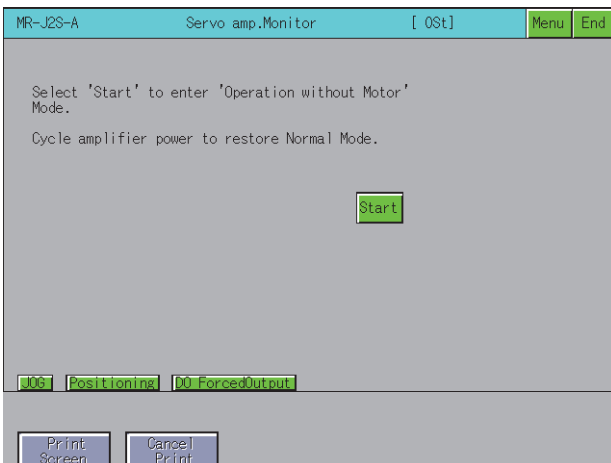 MR-J2S-A Servo amp.Monitor [ OSt] Menu End
Select 'Start' to enter 'Operation without Motor'
Mode.
Cycle amplifier power to restore Normal Mode.
Start
JOG Positioning DO ForcedOutput
Print Cancel
Screen Print